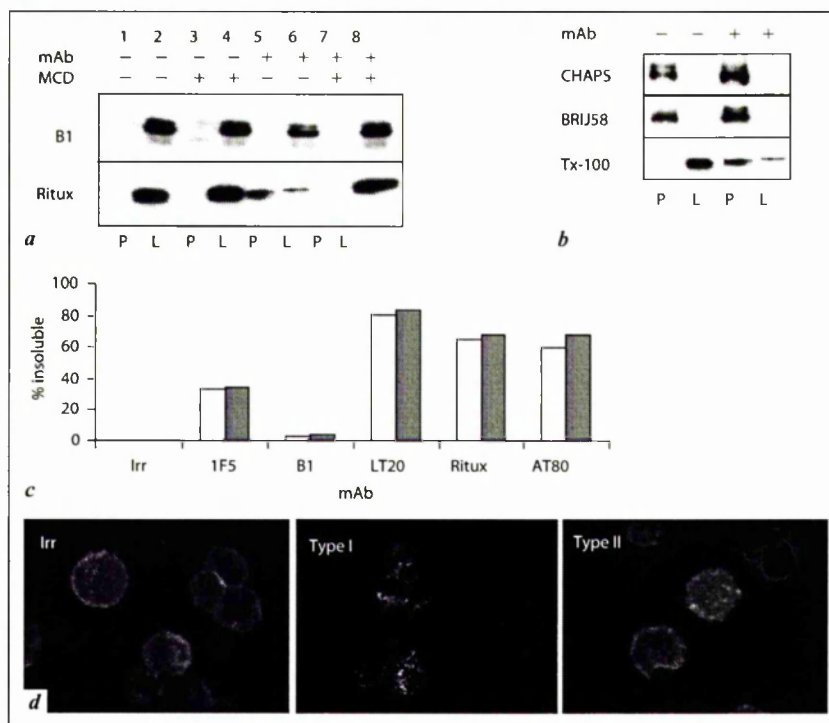 1 2 3 4 5 6 7 8
mAb − − − − + + + +
MCD − − + + − − + +
B1
Ritux
P L P L P L P L
a
mAb − − + +
CHAPS
BRIJ58
Tx-100
P L P L
b
100
80
60
40
20
0
% insoluble
Irr 1F5 B1 LT20 Ritux AT80
mAb
c
Irr
Type I
Type II
d